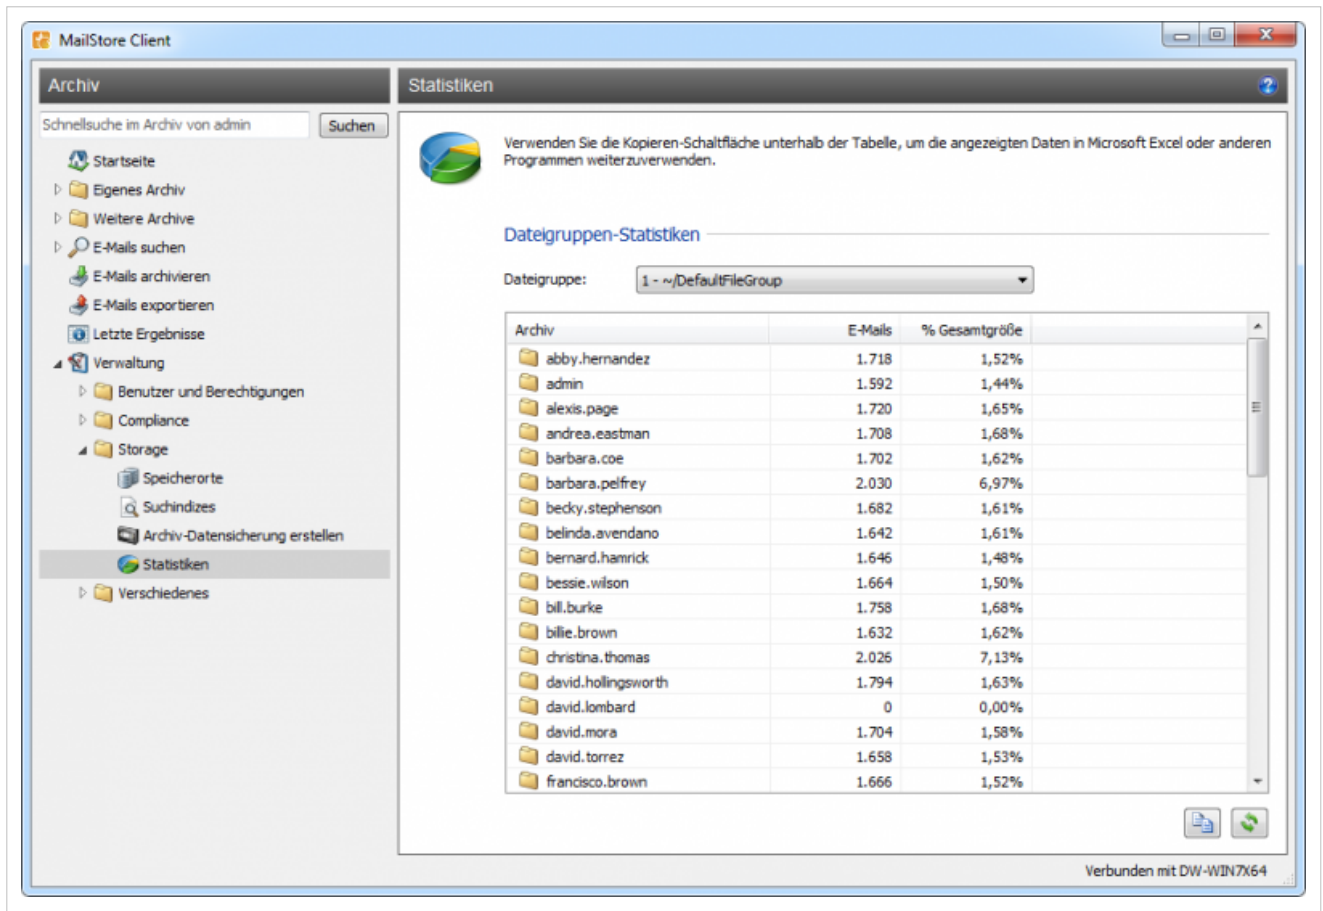 MailStore Client
Archiv
Schnellsuche im Archiv von admin
Suchen
Startseite
Eigenes Archiv
Weitere Archive
E-Mails suchen
E-Mails archivieren
E-Mails exportieren
Letzte Ergebnisse
Verwaltung
Benutzer und Berechtigungen
Compliance
Storage
Speicherorte
Suchindizes
Archiv-Datensicherung erstellen
Statistiken
Verschiedenes
Statistiken
Verwenden Sie die Kopieren-Schaltfläche unterhalb der Tabelle, um die angezeigten Daten in Microsoft Excel oder anderen
Programmen weiterzuverwenden.
Dateigruppen-Statistiken
Dateigruppe: 1 - ~/DefaultFileGroup
Archiv E-Mails % Gesamtgröße
abby.hernandez 1.718 1,52%
admin 1.592 1,44%
alexis.page 1.720 1,65%
andrea.eastman 1.708 1,68%
barbara.coe 1.702 1,62%
barbara.pelfrey 2.030 6,97%
becky.stephenson 1.682 1,61%
belinda.avendano 1.642 1,61%
bernard.hamrick 1.646 1,48%
bessie.wilson 1.664 1,50%
bill.burke 1.758 1,68%
billie.brown 1.632 1,62%
christina.thomas 2.026 7,13%
david.hollingsworth 1.794 1,63%
david.lombard 0 0,00%
david.mora 1.704 1,58%
david.torrez 1.658 1,53%
francisco.brown 1.666 1,52%
Verbunden mit DW-WIN7X64